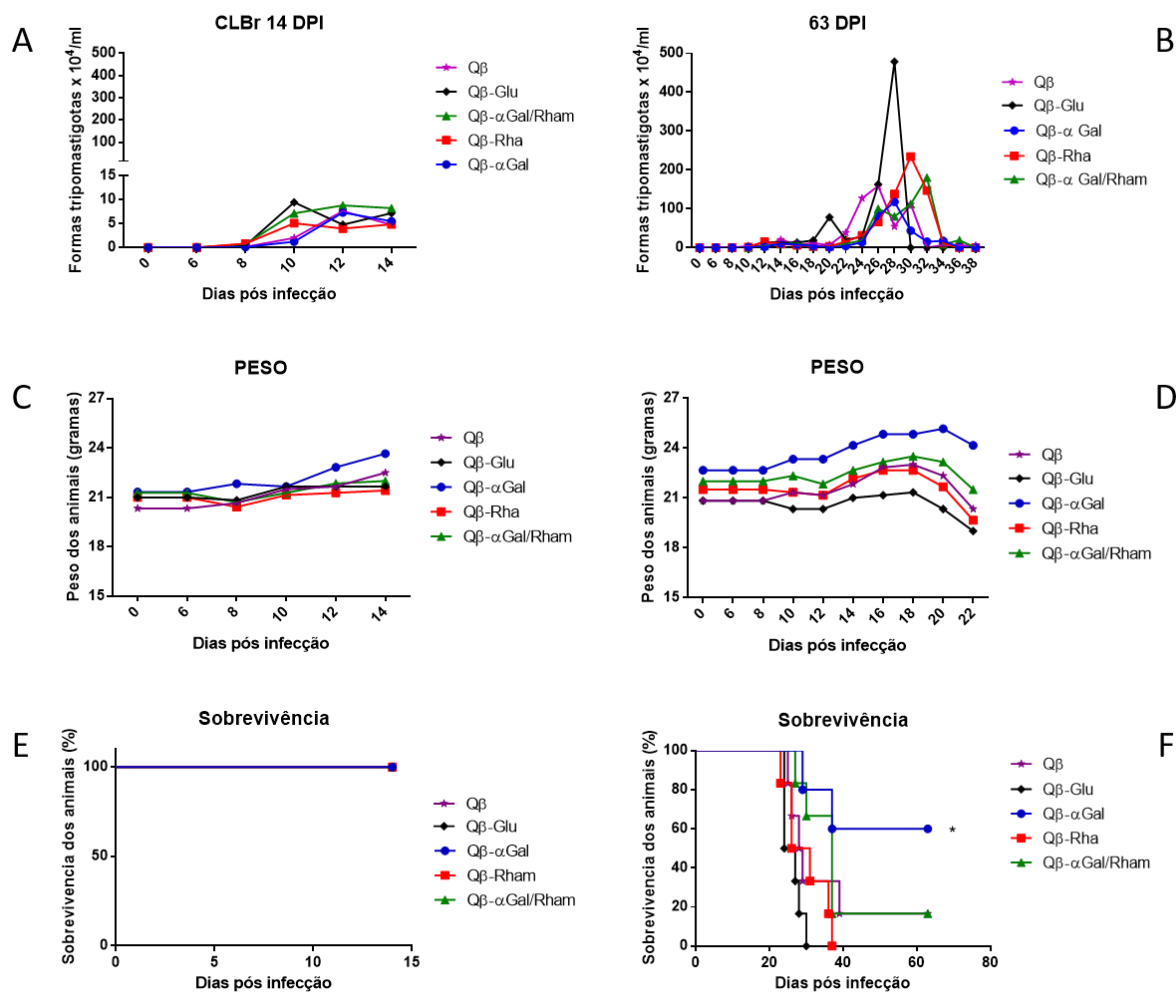 A
CLBr 14 DPI
Formas tripomastigotas x 10⁴/ml
500
400
300
200
100
15
10
5
0
0
6
8
10
12
14
Dias pós infecção
Qβ
Qβ-Glu
Qβ-αGal/Rham
Qβ-Rha
Qβ-αGal
B
63 DPI
Formas tripomastigotas x 10⁴/ml
500
400
300
200
100
0
0
6
8
10
12
14
16
18
20
22
24
26
28
30
32
34
36
38
Dias pós infecção
Qβ
Qβ-Glu
Qβ-α Gal
Qβ-Rha
Qβ-α Gal/Rham
C
PESO
Peso dos animais (gramas)
27
24
21
18
15
0
6
8
10
12
14
Dias pós infecção
Qβ
Qβ-Glu
Qβ-αGal
Qβ-Rha
Qβ-αGal/Rham
D
PESO
Peso dos animais (gramas)
27
24
21
18
15
0
6
8
10
12
14
16
18
20
22
Dias pós infecção
Qβ
Qβ-Glu
Qβ-αGal
Qβ-Rha
Qβ-αGal/Rham
E
Sobrevivência
Sobrevivencia dos animais (%)
100
50
0
0
5
10
15
Dias pós infecção
Qβ
Qβ-Glu
Qβ-αGal
Qβ-Rham
Qβ-αGal/Rham
F
Sobrevivência
Sobrevivencia dos animais (%)
100
80
60
40
20
0
0
20
40
60
80
*
Dias pós infecção
Qβ
Qβ-Glu
Qβ-αGal
Qβ-Rha
Qβ-αGal/Rham